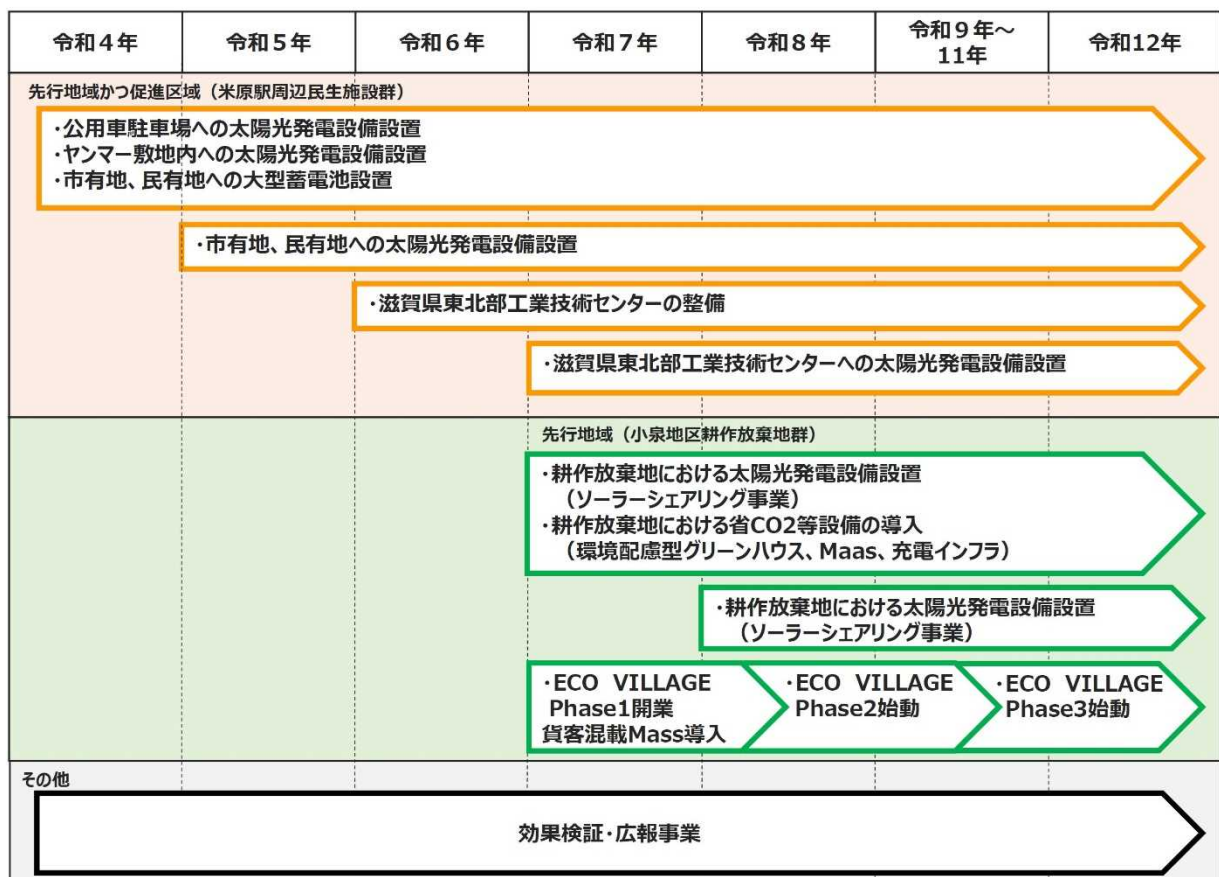 令和４年
令和５年
令和６年
令和７年
令和８年
令和９年～
11年
令和12年
先行地域かつ促進区域（米原駅周辺民生施設群）
・公用車駐車場への太陽光発電設備設置
・ヤンマー敷地内への太陽光発電設備設置
・市有地、民有地への大型蓄電池設置
・市有地、民有地への太陽光発電設備設置
・滋賀県東北部工業技術センターの整備
・滋賀県東北部工業技術センターへの太陽光発電設備設置
先行地域（小泉地区耕作放棄地群）
・耕作放棄地における太陽光発電設備設置
（ソーラーシェアリング事業）
・耕作放棄地における省CO2等設備の導入
（環境配慮型グリーンハウス、Maas、充電インフラ）
・耕作放棄地における太陽光発電設備設置
（ソーラーシェアリング事業）
・ECO VILLAGE
Phase1開業
貨客混載Mass導入
・ECO VILLAGE
Phase2始動
・ECO VILLAGE
Phase3始動
その他
効果検証・広報事業